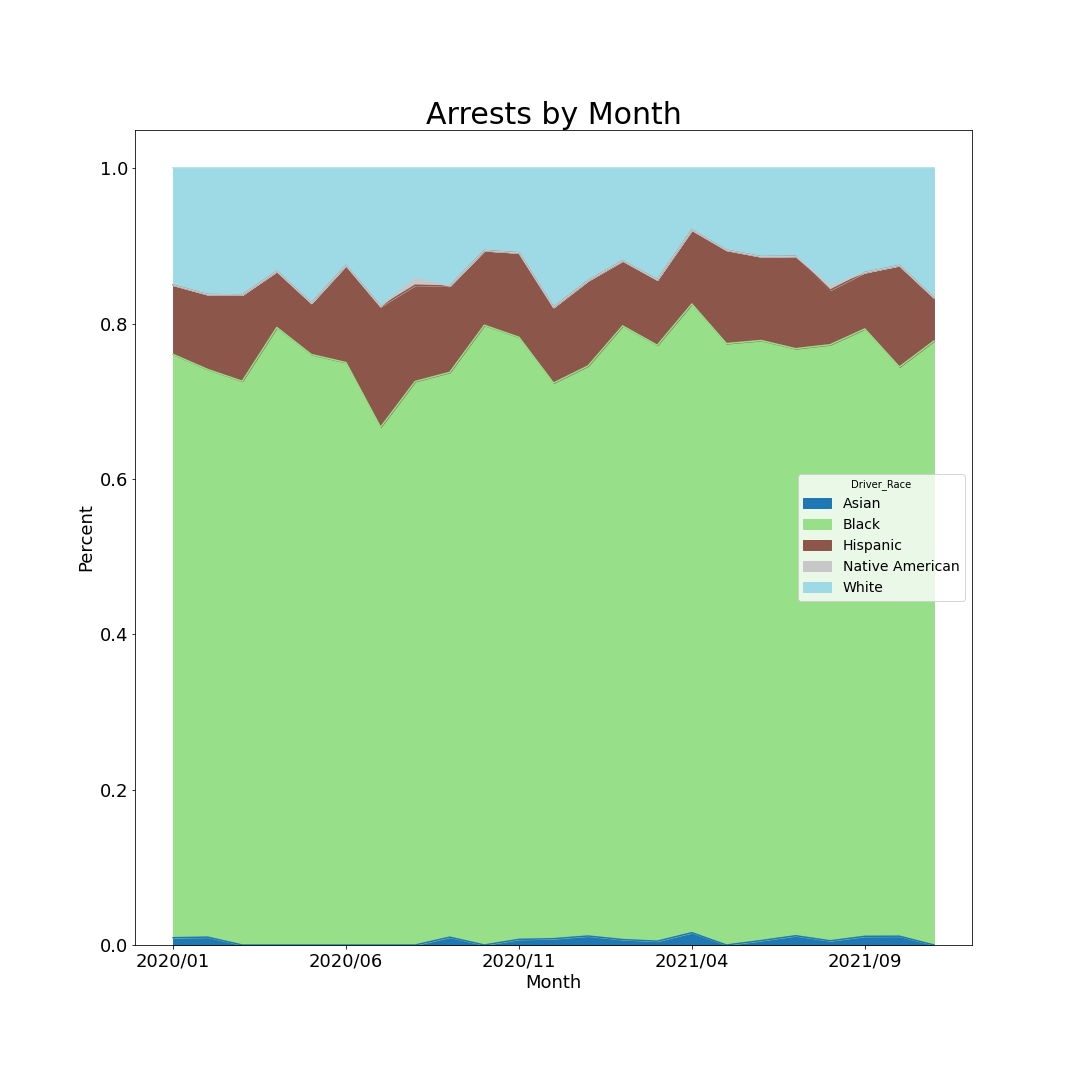 Arrests by Month
1.0
0.8
0.6
0.4
0.2
0.0
Percent
Driver_Race
Asian
Black
Hispanic
Native American
White
2020/01 2020/06 2020/11 2021/04 2021/09
Month